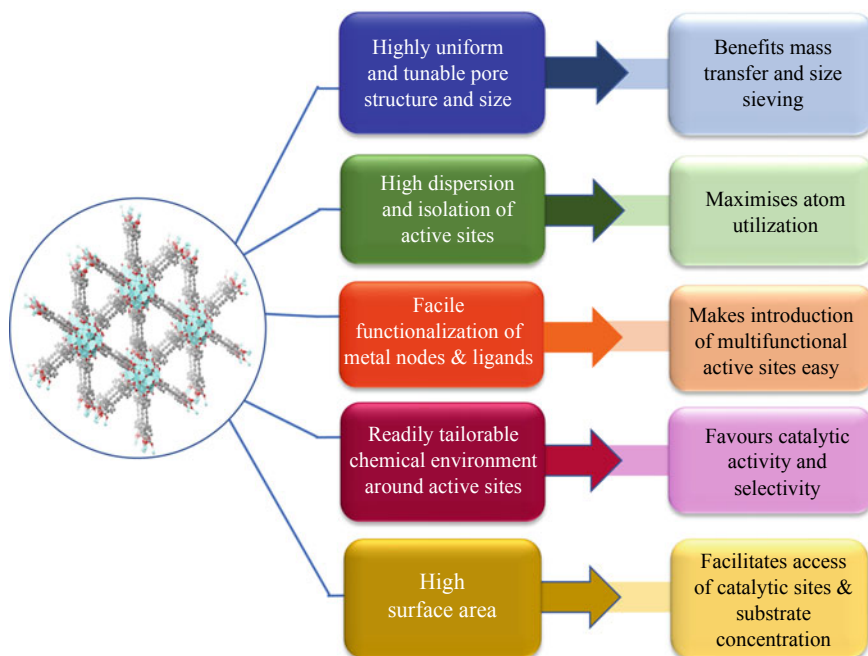 Highly uniform
and tunable pore
structure and size
Benefits mass
transfer and size
sieving
High dispersion
and isolation of
active sites
Maximises atom
utilization
Facile
functionalization of
metal nodes & ligands
Makes introduction
of multifunctional
active sites easy
Readily tailorable
chemical environment
around active sites
Favours catalytic
activity and
selectivity
High
surface area
Facilitates access
of catalytic sites &
substrate
concentration